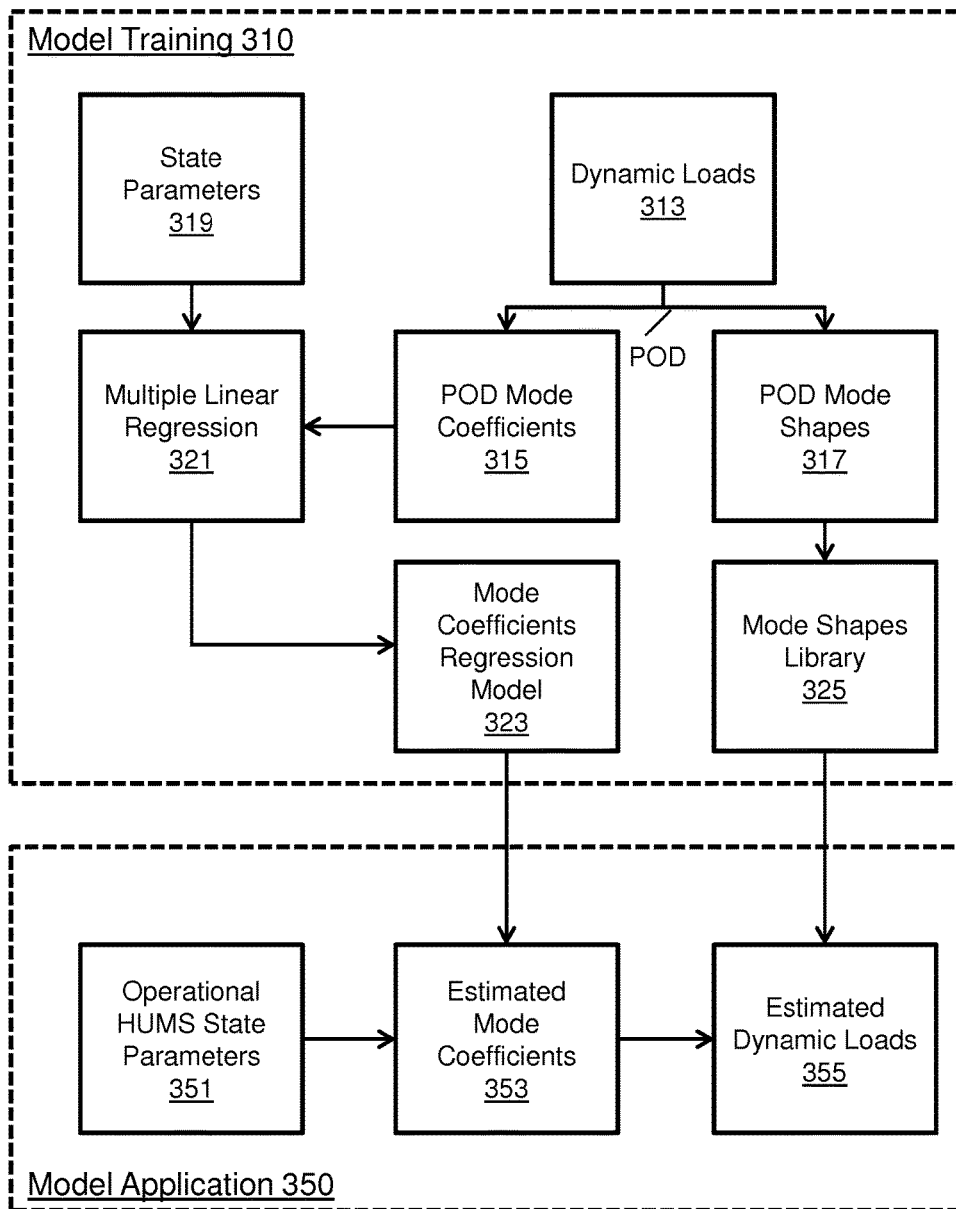 Model Training 310
State
Parameters
319
Dynamic Loads
313
POD
Multiple Linear
Regression
321
POD Mode
Coefficients
315
POD Mode
Shapes
317
Mode
Coefficients
Regression
Model
323
Mode Shapes
Library
325
Operational
HUMS State
Parameters
351
Estimated
Mode
Coefficients
353
Estimated
Dynamic Loads
355
Model Application 350